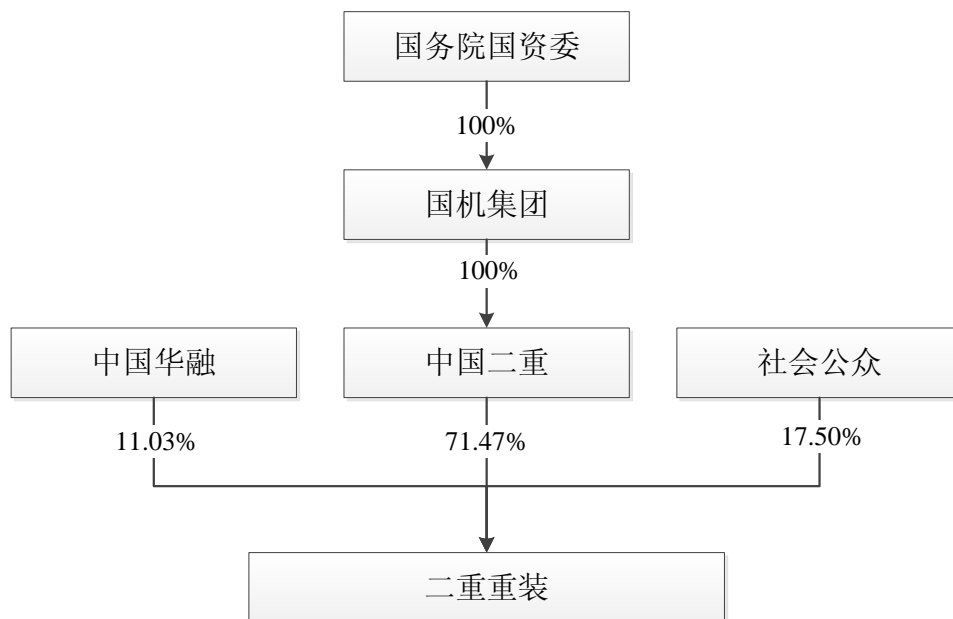 国务院国资委
100%
国机集团
100%
中国华融
中国二重
社会公众
11.03%
71.47%
17.50%
二重重装